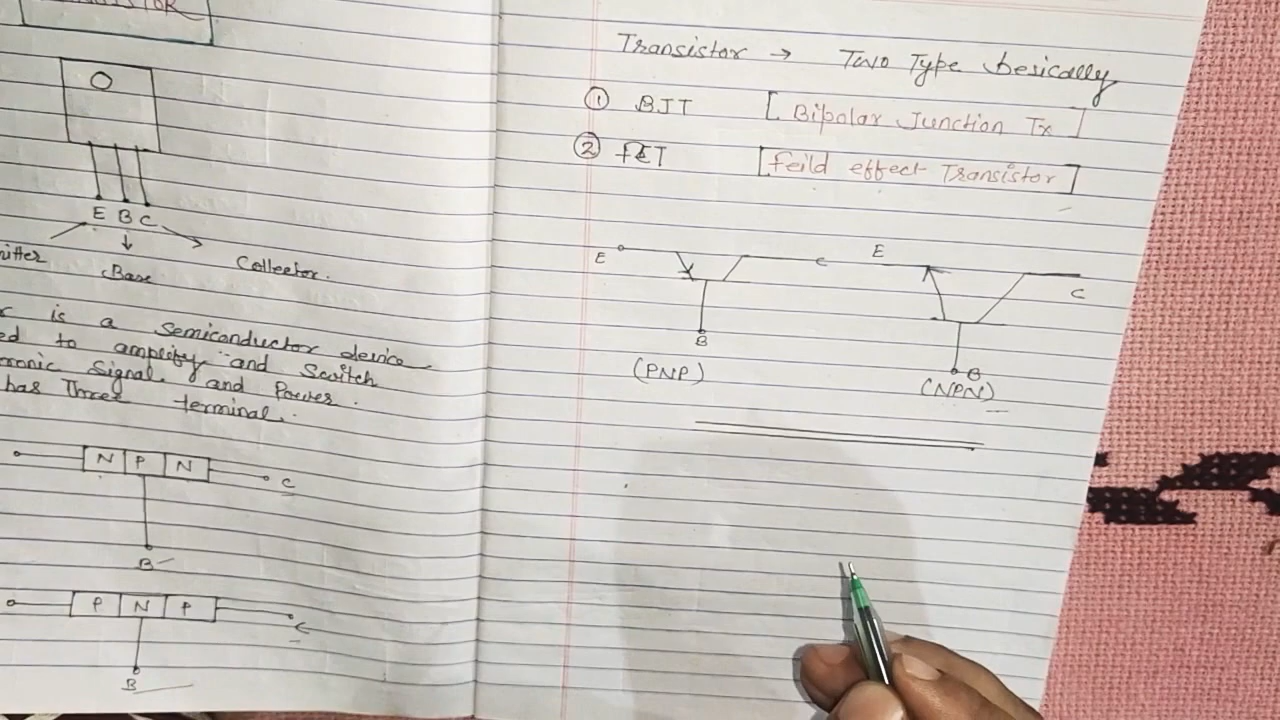 E B C
Collector.
Base
is a semiconductor device
to amplify and Switch
Signal and Power.
has Three terminal.
N P N
C
B
P N P
C
B
Transistor → Two Type besically
① BJT [Bipolar Junction Tx]
② FET [Feild effect Transistor]
E C
B
(PNP)
E
C
B
(NPN)